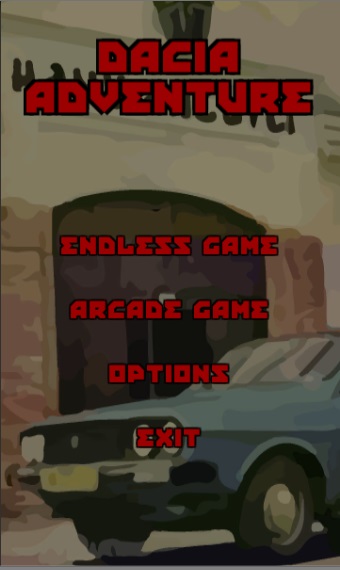 DACIA
ADVENTURE
ENDLESS GAME
ARCADE GAME
OPTIONS
EXIT